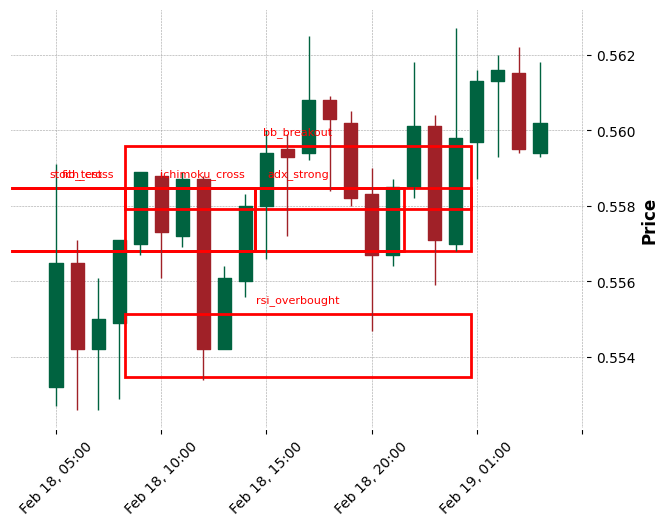 0.562
bb_breakout
0.560
ichimoku_cross
adx_strong
0.558
Price
0.556
rsi_overbought
0.554
Feb 18, 05:00
Feb 18, 10:00
Feb 18, 15:00
Feb 18, 20:00
Feb 19, 01:00